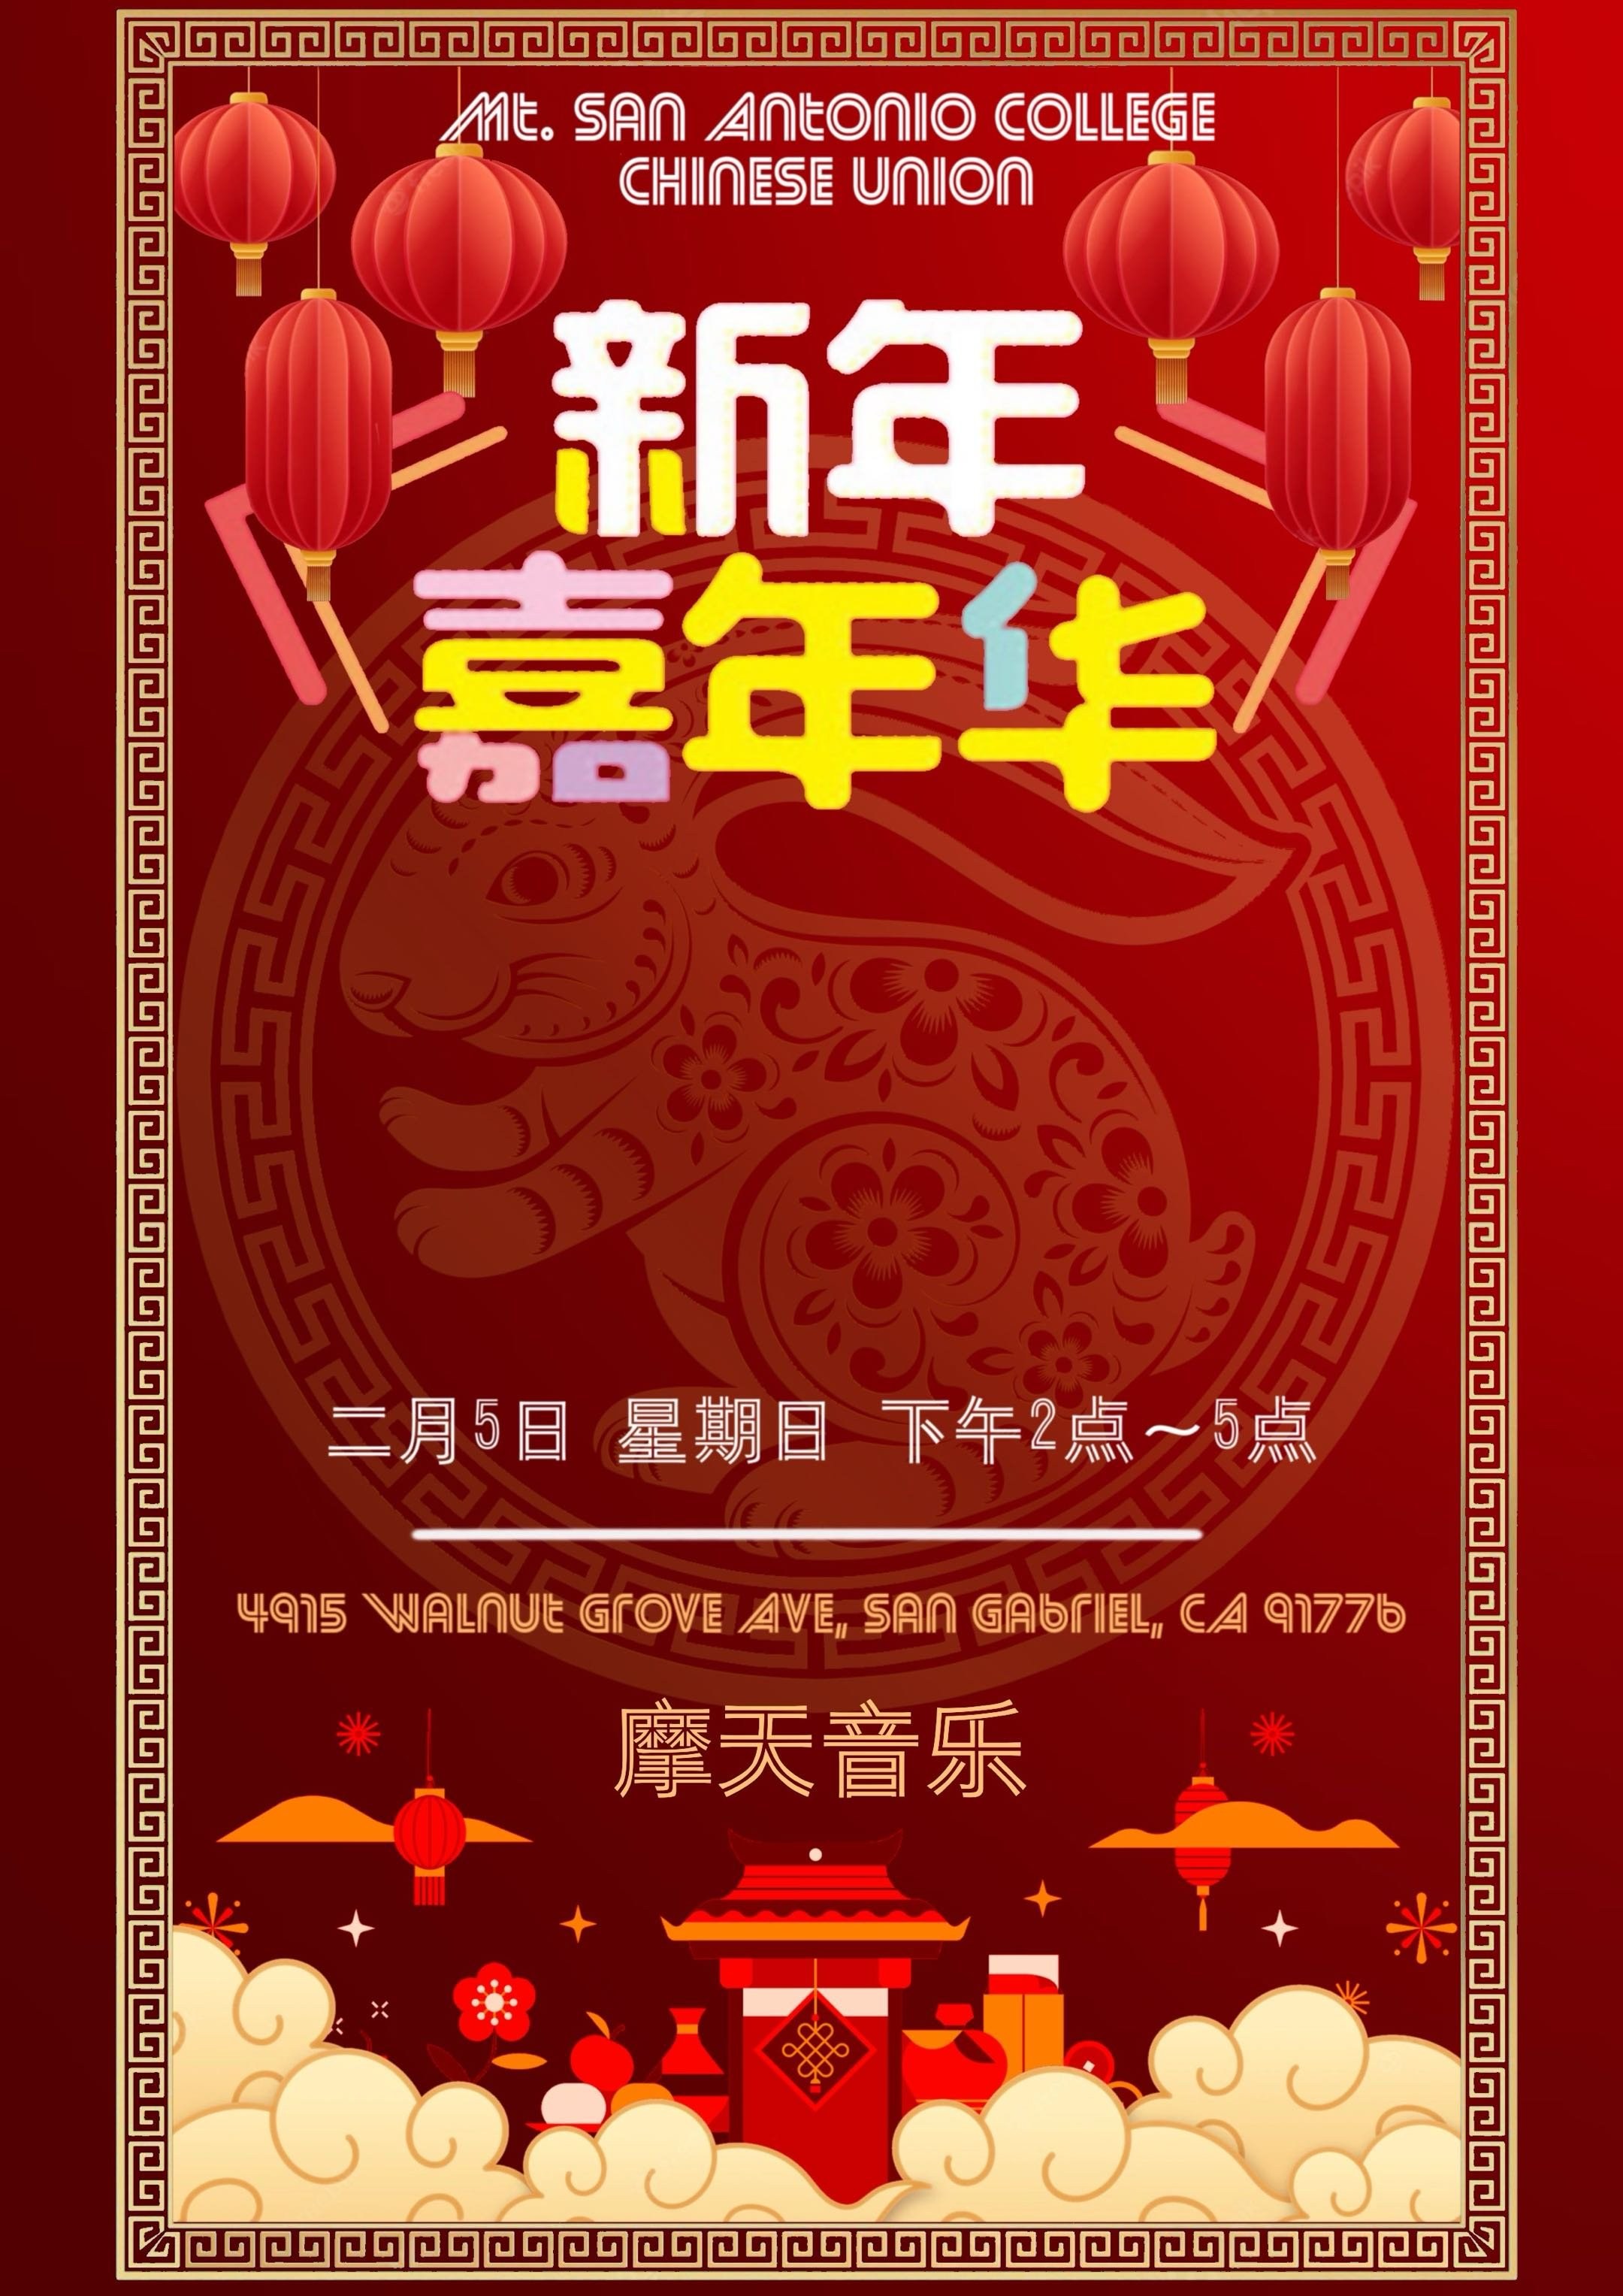 Mt. SAN ANTONIO COLLEGE
CHINESE UNION
新年
嘉年华
二月5日 星期日 下午2点～5点
4915 WALNUT GROVE AVE, SAN GABRIEL, CA 91776
摩天音乐